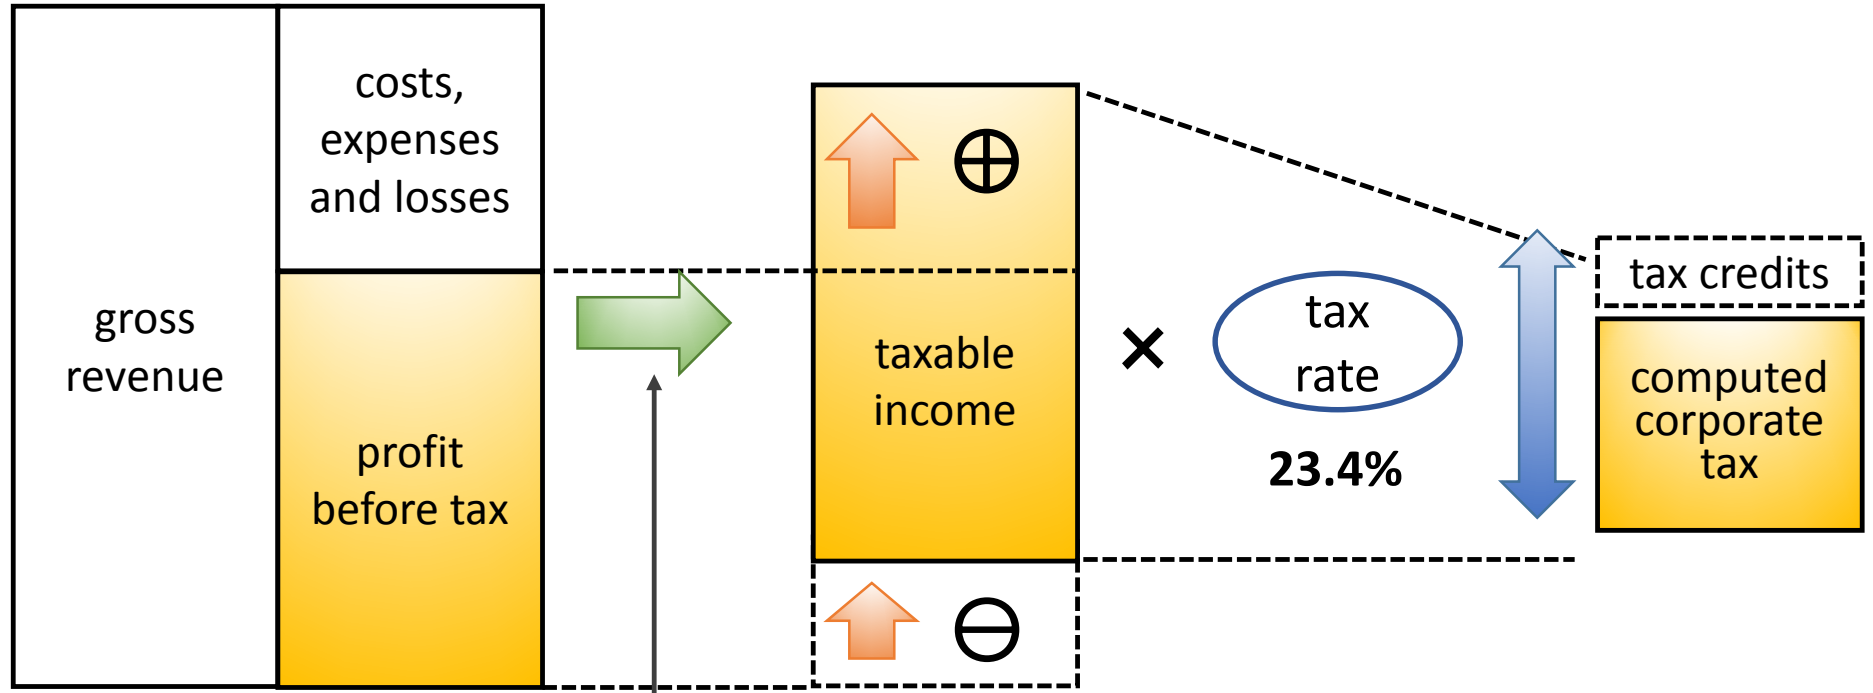 gross
revenue
costs,
expenses
and losses
profit
before tax
taxable
income
×
tax
rate
23.4%
tax credits
computed
corporate
tax